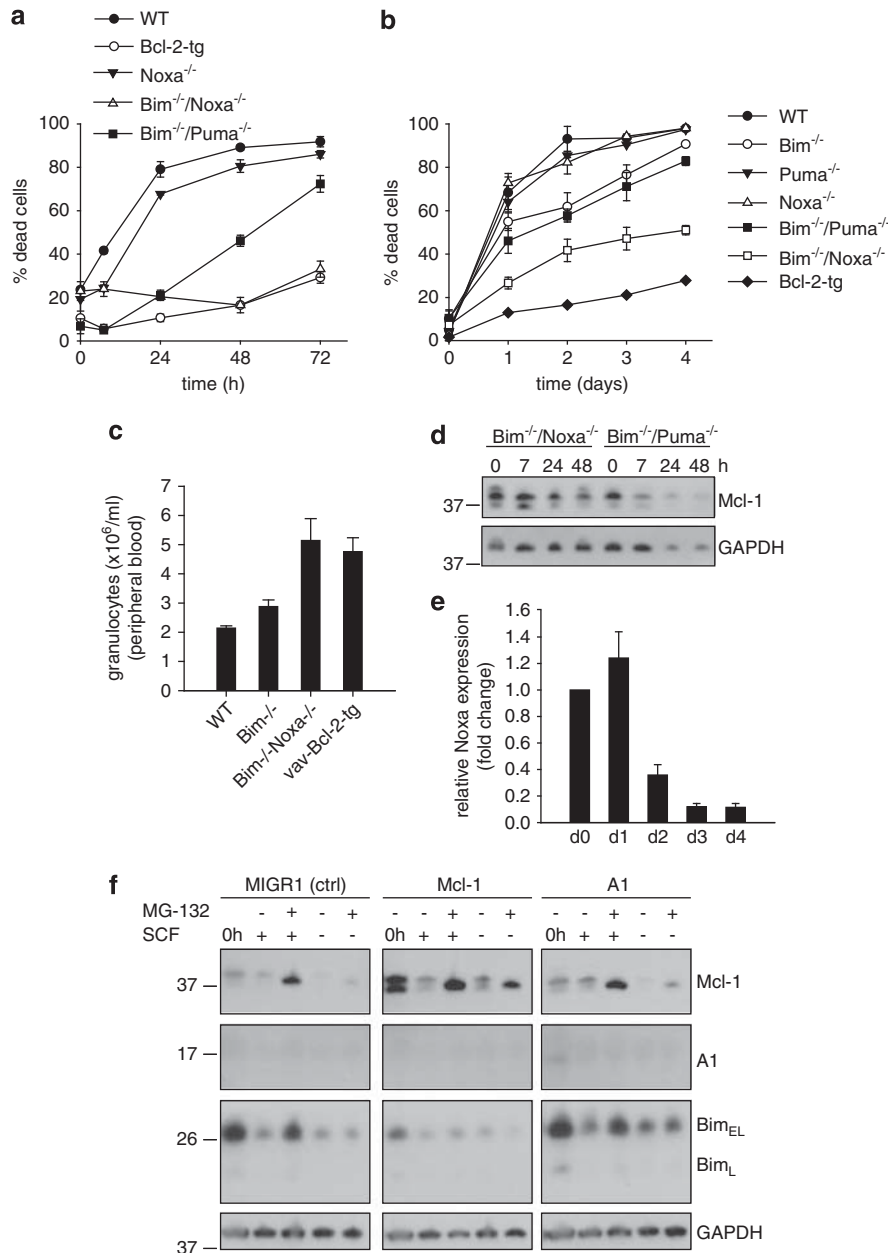 a
WT
Bcl-2-tg
Noxa-/-
Bim-/-/Noxa-/-
Bim-/-/Puma-/-
% dead cells
100
80
60
40
20
0
0 24 48 72
time (h)
b
% dead cells
100
80
60
40
20
0
0 1 2 3 4
time (days)
WT
Bim-/-
Puma-/-
Noxa-/-
Bim-/-/Puma-/-
Bim-/-/Noxa-/-
Bcl-2-tg
c
granulocytes (x10⁶/ml)
(peripheral blood)
7
6
5
4
3
2
1
0
WT
Bim-/-
Bim-/-Noxa-/-
vav-Bcl-2-tg
d
Bim-/-/Noxa-/- Bim-/-/Puma-/-
0 7 24 48 0 7 24 48 h
37 Mcl-1
GAPDH
37
e
relative Noxa expression
(fold change)
1.6
1.4
1.2
1.0
0.8
0.6
0.4
0.2
0.0
d0 d1 d2 d3 d4
f
MIGR1 (ctrl) Mcl-1 A1
MG-132 - + - + - - + - + - - + - +
SCF 0h + + - - 0h + + - - 0h + + - -
37 Mcl-1
17 A1
26 BimEL
BimL
GAPDH
37